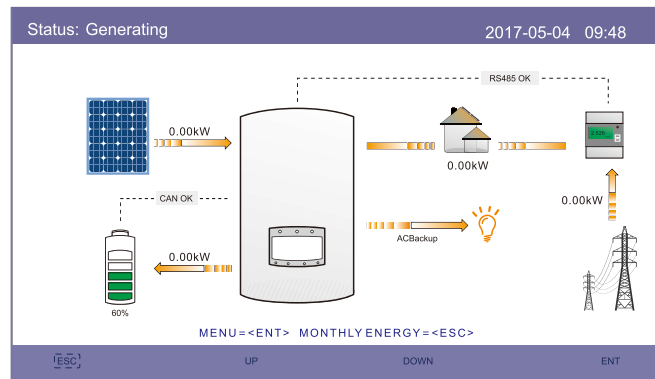 Status: Generating
2017-05-04 09:48
RS485 OK
0.00kW
0.00kW
CAN OK
0.00kW
0.00kW
ACBackup
60%
MENU=<ENT> MONTHLY ENERGY=<ESC>
ESC UP DOWN ENT